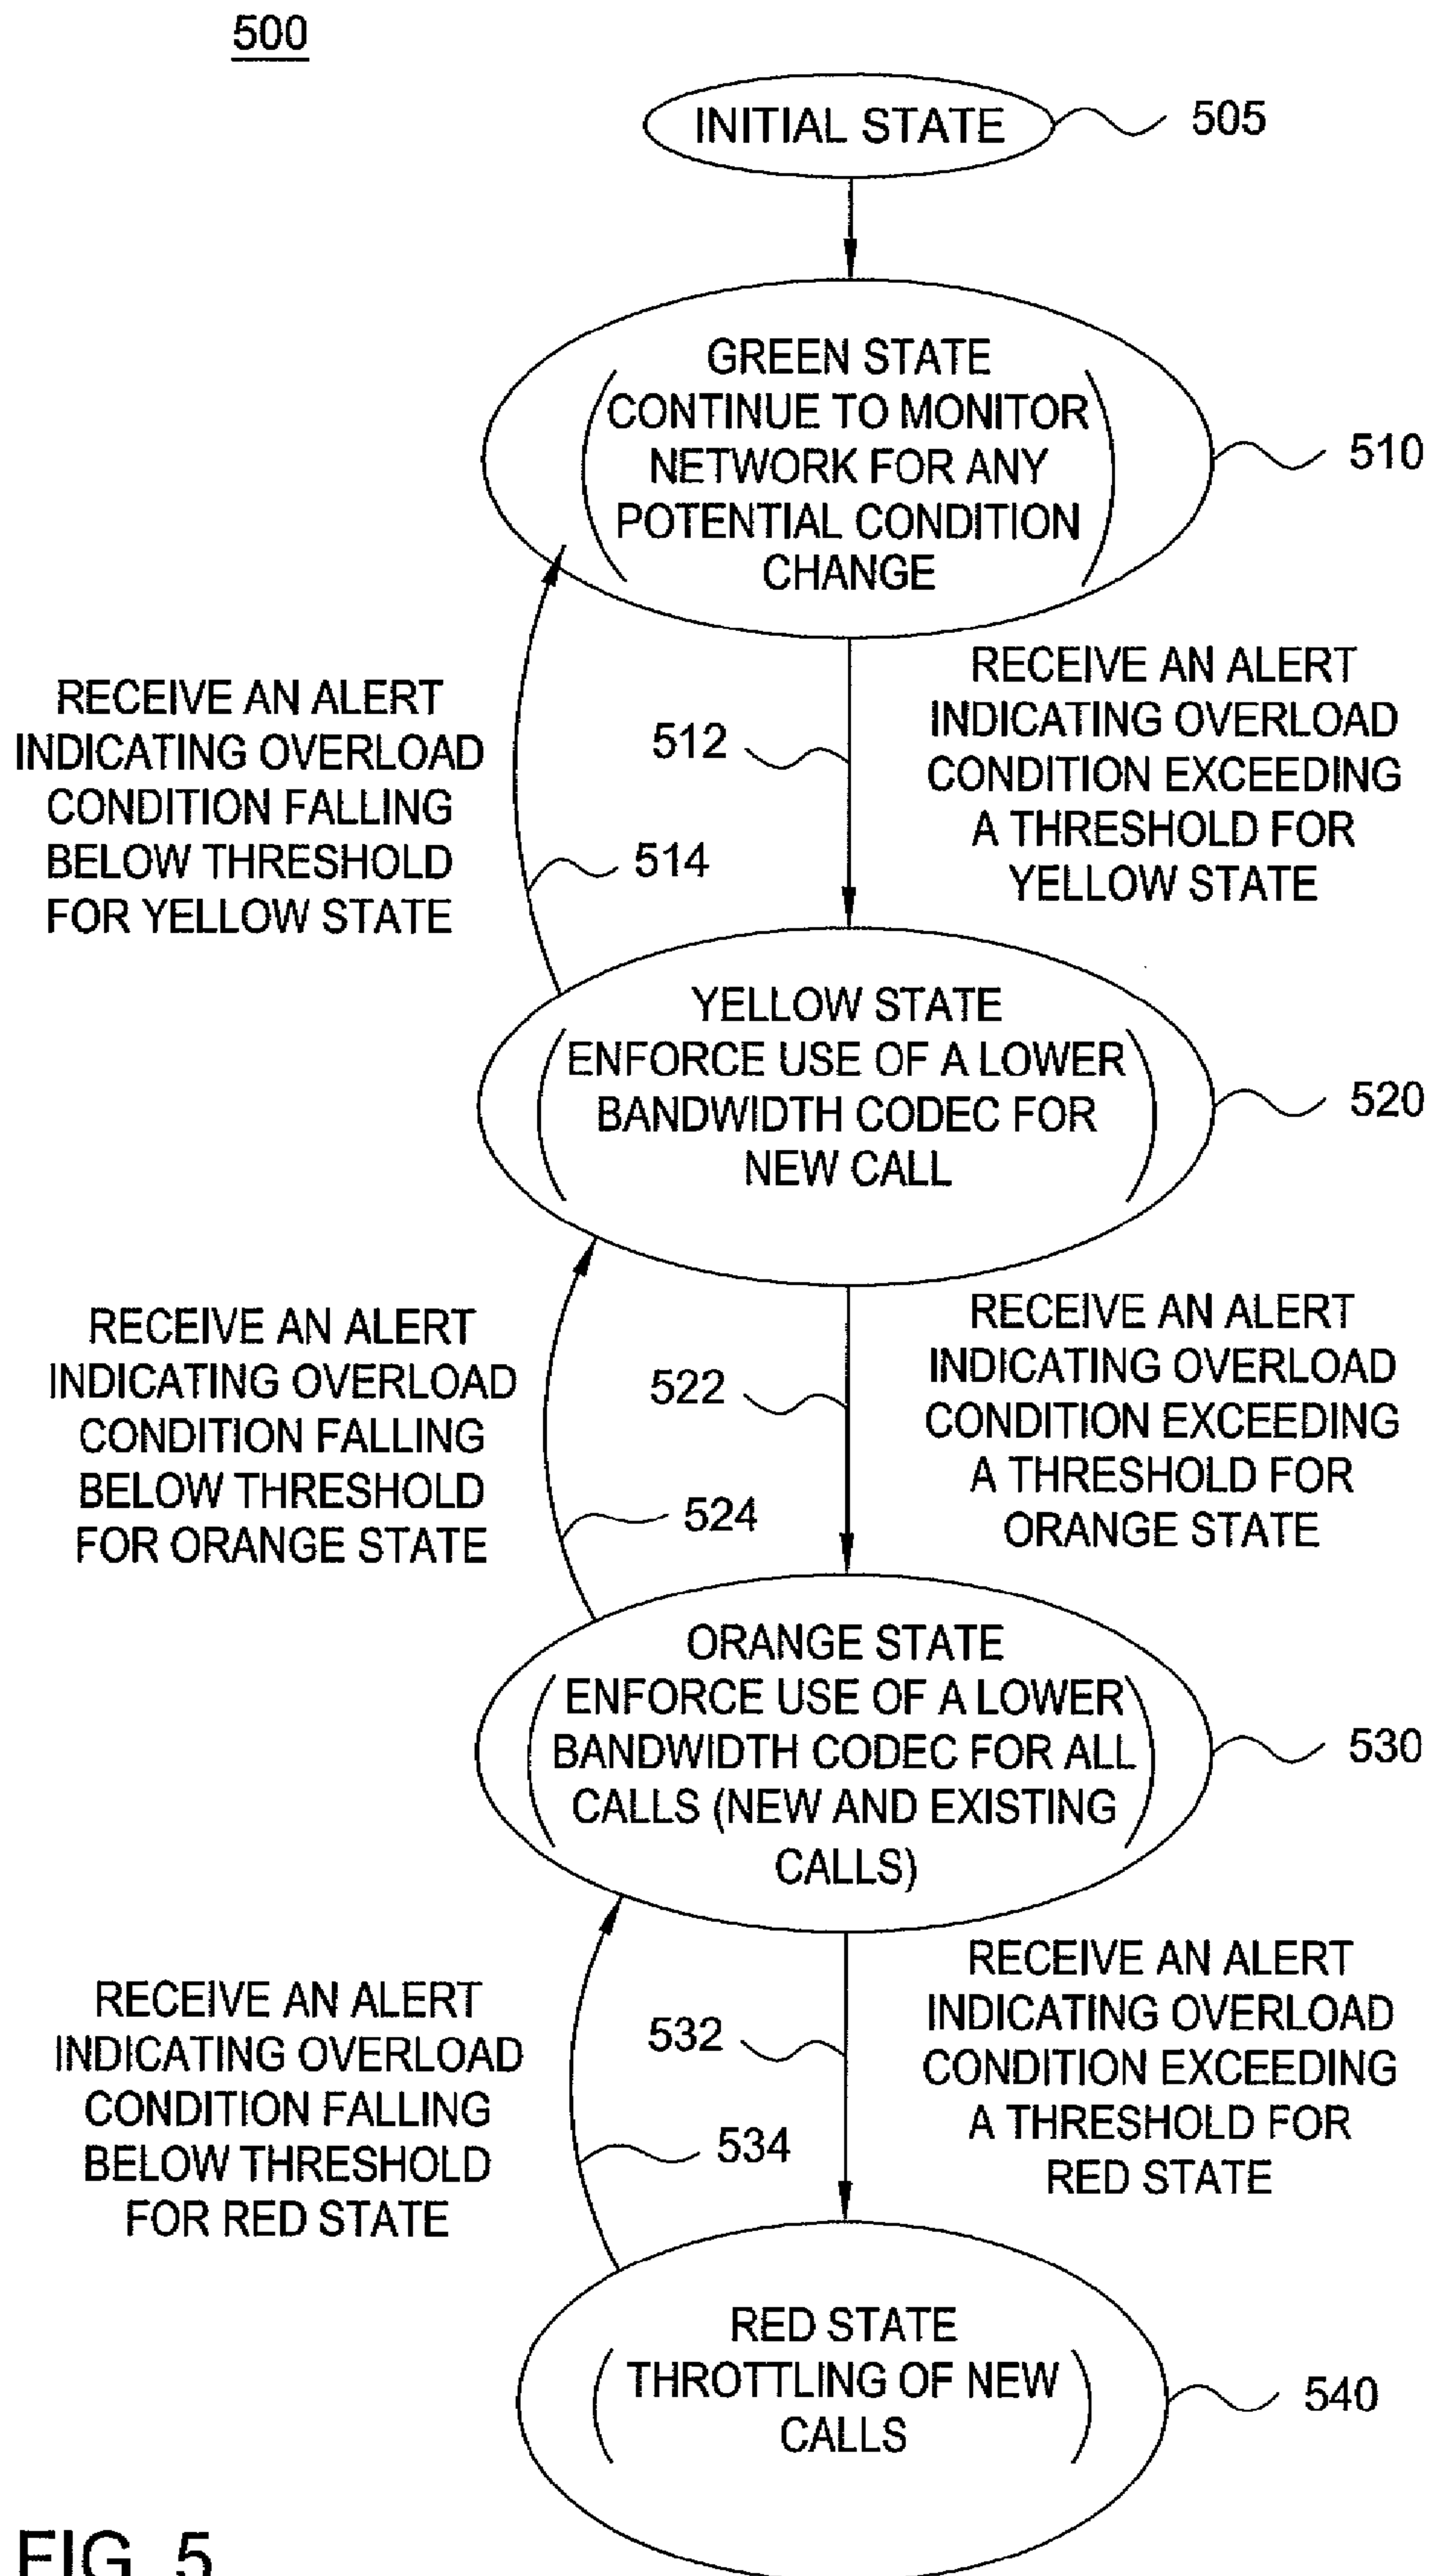 500
INITIAL STATE
505
GREEN STATE
(CONTINUE TO MONITOR
NETWORK FOR ANY
POTENTIAL CONDITION
CHANGE)
510
RECEIVE AN ALERT
INDICATING OVERLOAD
CONDITION FALLING
BELOW THRESHOLD
FOR YELLOW STATE
514
512
RECEIVE AN ALERT
INDICATING OVERLOAD
CONDITION EXCEEDING
A THRESHOLD FOR
YELLOW STATE
YELLOW STATE
(ENFORCE USE OF A LOWER
BANDWIDTH CODEC FOR
NEW CALL)
520
RECEIVE AN ALERT
INDICATING OVERLOAD
CONDITION FALLING
BELOW THRESHOLD
FOR ORANGE STATE
524
522
RECEIVE AN ALERT
INDICATING OVERLOAD
CONDITION EXCEEDING
A THRESHOLD FOR
ORANGE STATE
ORANGE STATE
(ENFORCE USE OF A LOWER
BANDWIDTH CODEC FOR ALL
CALLS (NEW AND EXISTING
CALLS))
530
RECEIVE AN ALERT
INDICATING OVERLOAD
CONDITION FALLING
BELOW THRESHOLD
FOR RED STATE
534
532
RECEIVE AN ALERT
INDICATING OVERLOAD
CONDITION EXCEEDING
A THRESHOLD FOR
RED STATE
RED STATE
(THROTTLING OF NEW
CALLS)
540
FIG. 5